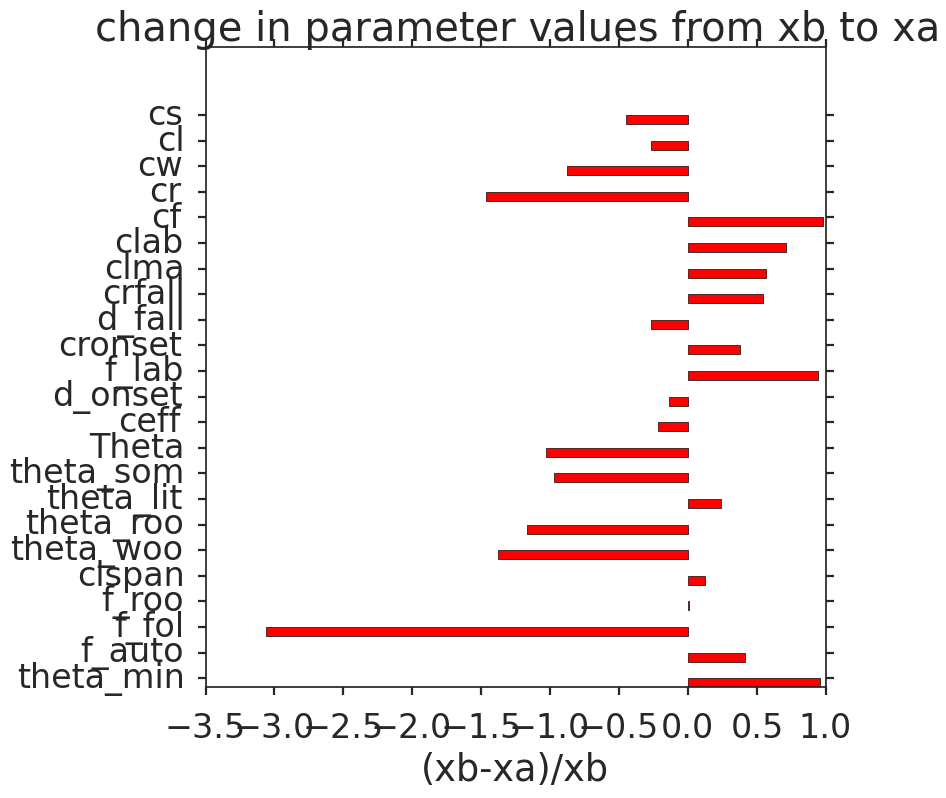 change in parameter values from xb to xa
cs
cl
cw
cr
cf
clab
clma
crfall
d_fall
cronset
f_lab
d_onset
ceff
Theta
theta_som
theta_lit
theta_roo
theta_woo
clspan
f_roo
f_fol
f_auto
theta_min
−3.5 −3.0 −2.5 −2.0 −1.5 −1.0 −0.5 0.0 0.5 1.0
(xb-xa)/xb